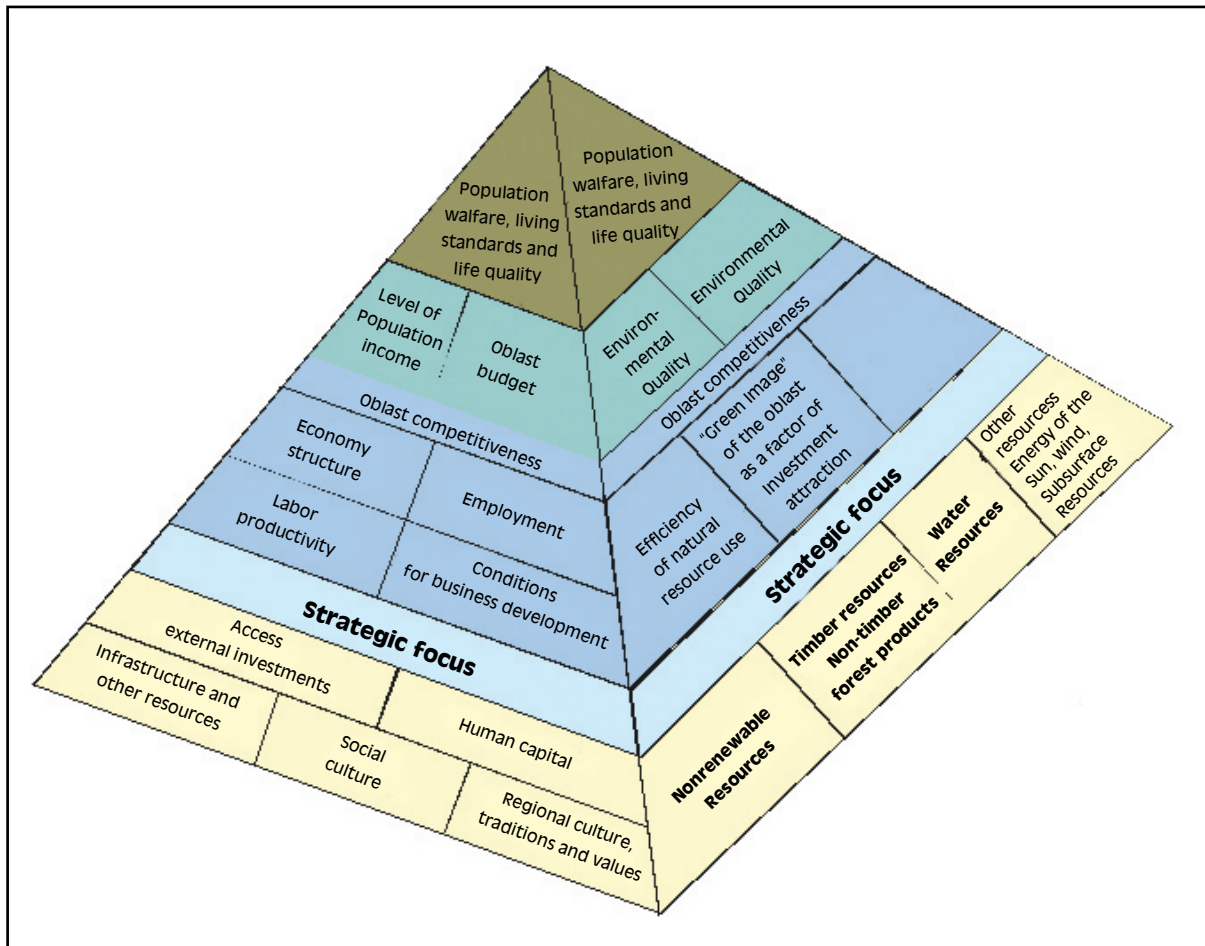 Population
walfare, living
standards and
life quality
Population
walfare, living
standards and
life quality
Level of
Population
income
Oblast
budget
Environ-
mental
Quality
Environmental
Quality
Oblast competitiveness
Oblast competitiveness
Economy
structure
Employment
Labor
productivity
Conditions
for business development
Efficiency
of natural
resource use
"Green Image"
of the oblast
as a factor of
Investment
attraction
Strategic focus
Strategic focus
Access
external investments
Human capital
Infrastructure and
other resources
Social
culture
Regional culture,
traditions and values
Nonrenewable
Resources
Timber resources
Non-timber
forest products
Water
Resources
Other
resourcess
Energy of the
Sun, wind,
Subsurface
Resources